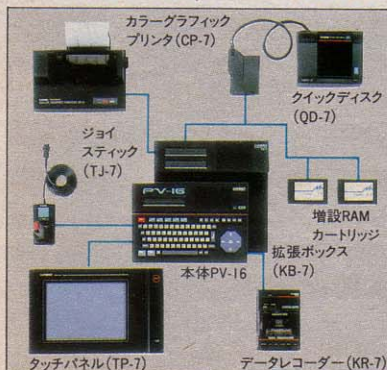 カラーグラフィック
プリンタ(CP-7)
クイックディスク
(QD-7)
ジョイ
スティック
(TJ-7)
増設RAM
カートリッジ
PV-16
拡張ボックス
(KB-7)
本体PV-16
タッチパネル(TP-7)
データレコーダー(KR-7)